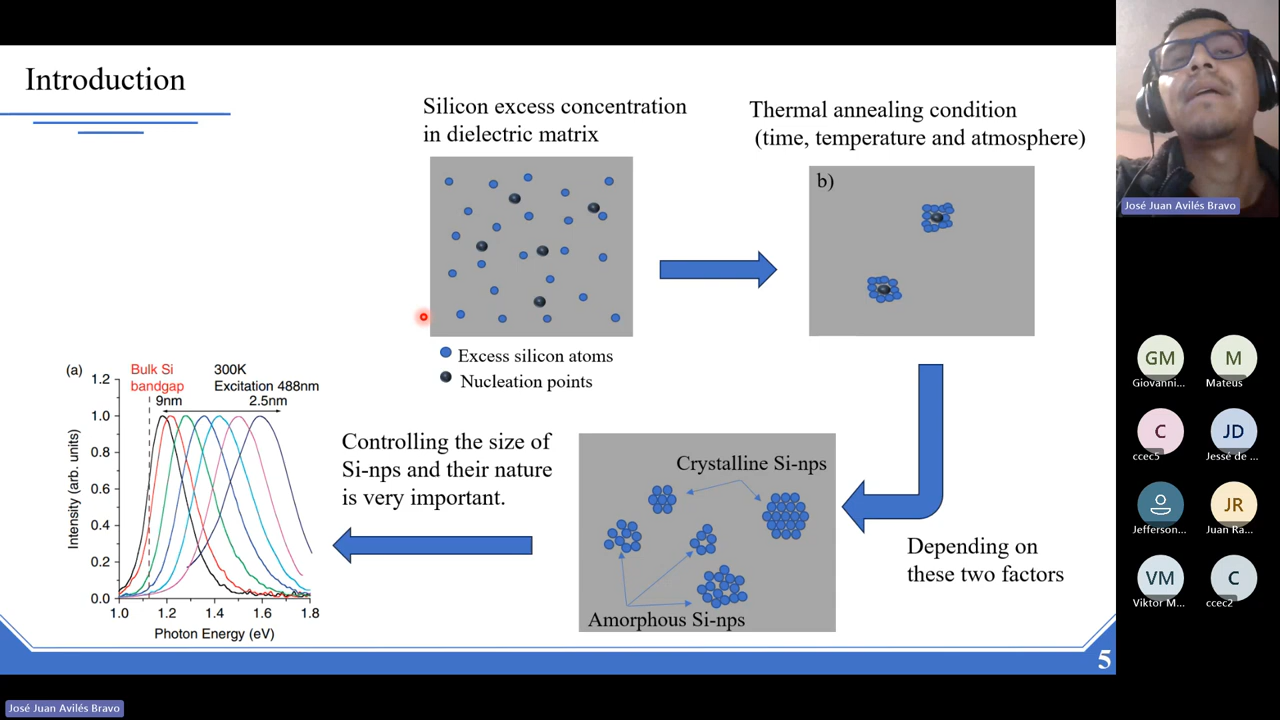 Introduction
Silicon excess concentration
in dielectric matrix
Thermal annealing condition
(time, temperature and atmosphere)
b)
Excess silicon atoms
Nucleation points
(a)
Bulk Si
bandgap
300K
Excitation 488nm
9nm
2.5nm
1.2
1.0
0.8
0.6
0.4
0.2
0.0
Intensity (arb. units)
1.0 1.2 1.4 1.6 1.8
Photon Energy (eV)
Controlling the size of
Si-nps and their nature
is very important.
Crystalline Si-nps
Amorphous Si-nps
Depending on
these two factors
5
José Juan Avilés Bravo
GM
Giovanni...
M
Mateus
C
ccec5
JD
Jessé de ...
Jefferson...
JR
Juan Ra...
VM
Viktor M...
C
ccec2
José Juan Avilés Bravo